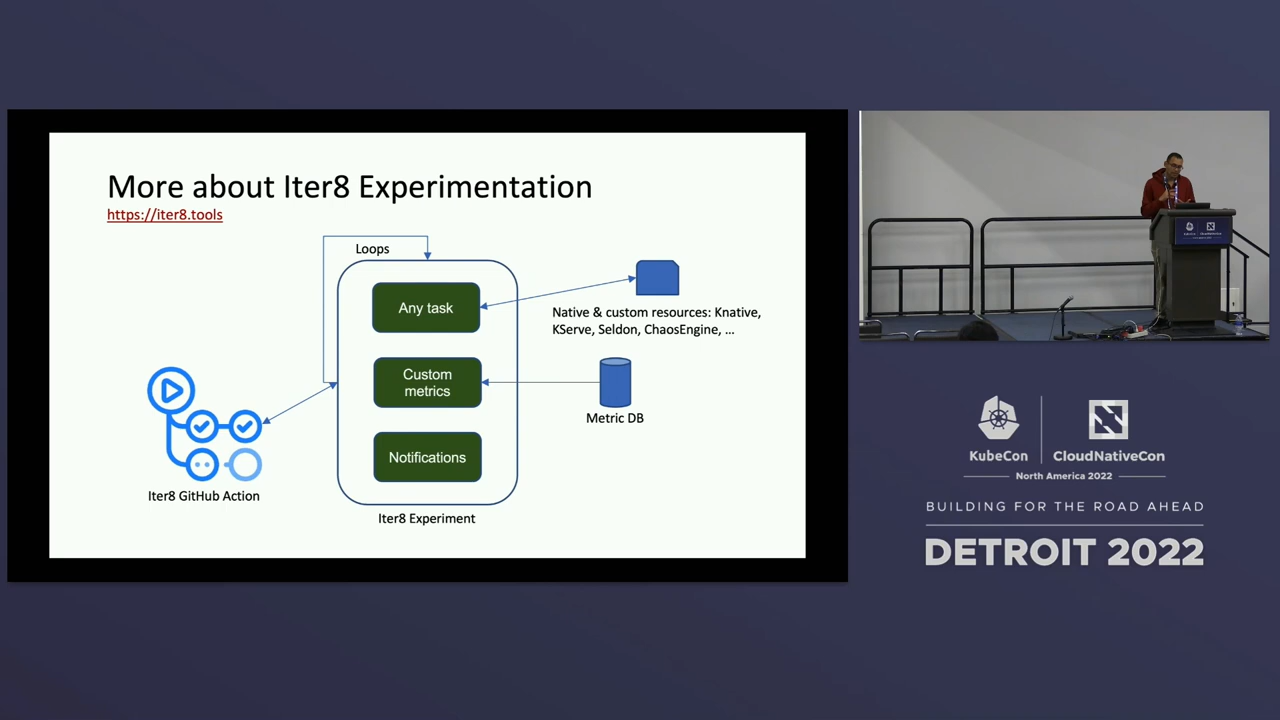 More about Iter8 Experimentation
https://iter8.tools
Loops
Any task
Native & custom resources: Knative,
KServe, Seldon, ChaosEngine, ...
Custom
metrics
Metric DB
Notifications
Iter8 GitHub Action
Iter8 Experiment
KubeCon
CloudNativeCon
North America 2022
BUILDING FOR THE ROAD AHEAD
DETROIT 2022